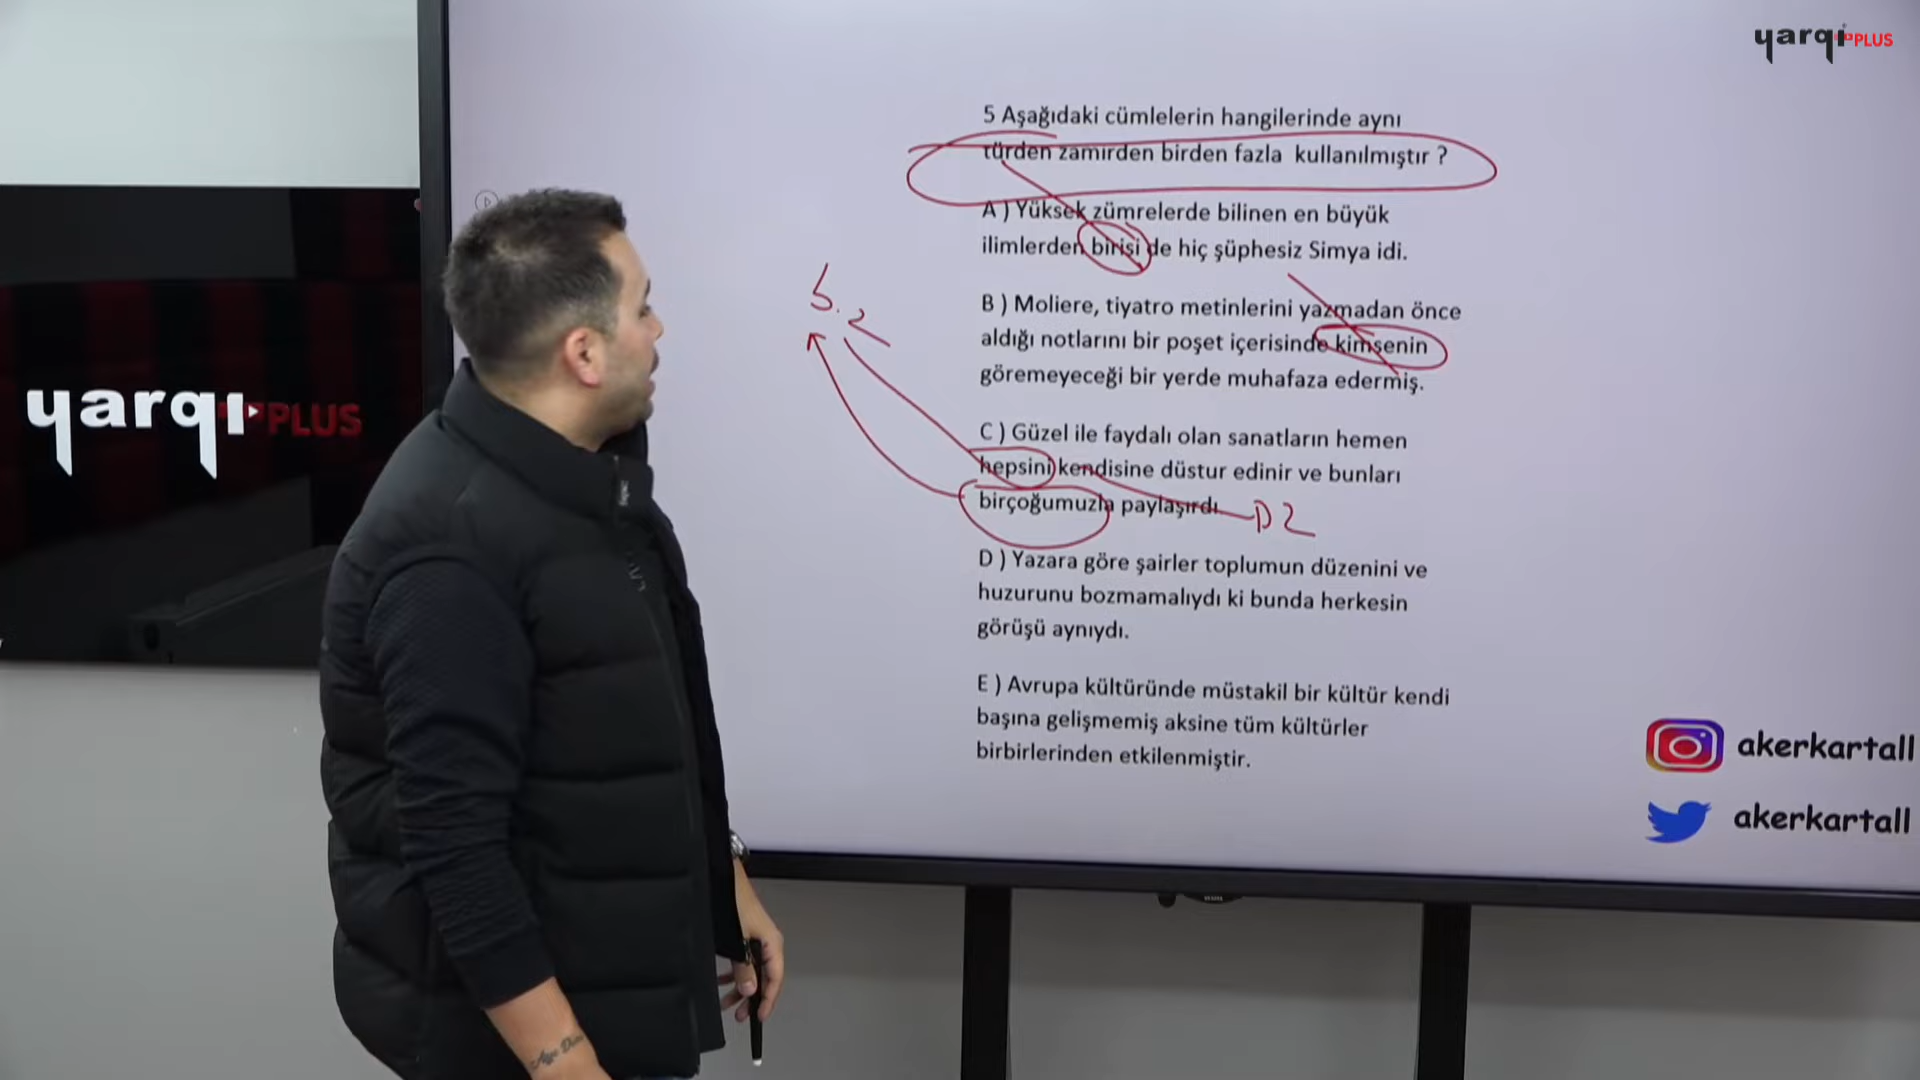 yarqı PLUS
5 Aşağıdaki cümlelerin hangilerinde aynı
türden zamirden birden fazla kullanılmıştır ?
A ) Yüksek zümrelerde bilinen en büyük
ilimlerden birisi de hiç şüphesiz Simya idi.
B ) Moliere, tiyatro metinlerini yazmadan önce
aldığı notlarını bir poşet içerisinde kimsenin
göremeyeceği bir yerde muhafaza edermiş.
C ) Güzel ile faydalı olan sanatların hemen
hepsini kendisine düstur edinir ve bunları
birçoğumuzla paylaşırdı.
D ) Yazara göre şairler toplumun düzenini ve
huzurunu bozmamalıydı ki bunda herkesin
görüşü aynıydı.
E ) Avrupa kültüründe müstakil bir kültür kendi
başına gelişmemiş aksine tüm kültürler
birbirlerinden etkilenmiştir.
yarqı PLUS
akerkartall
akerkartall